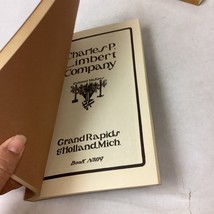 Charles P.
Limbert
Company
Grand Rapids
& Holland, Mich.